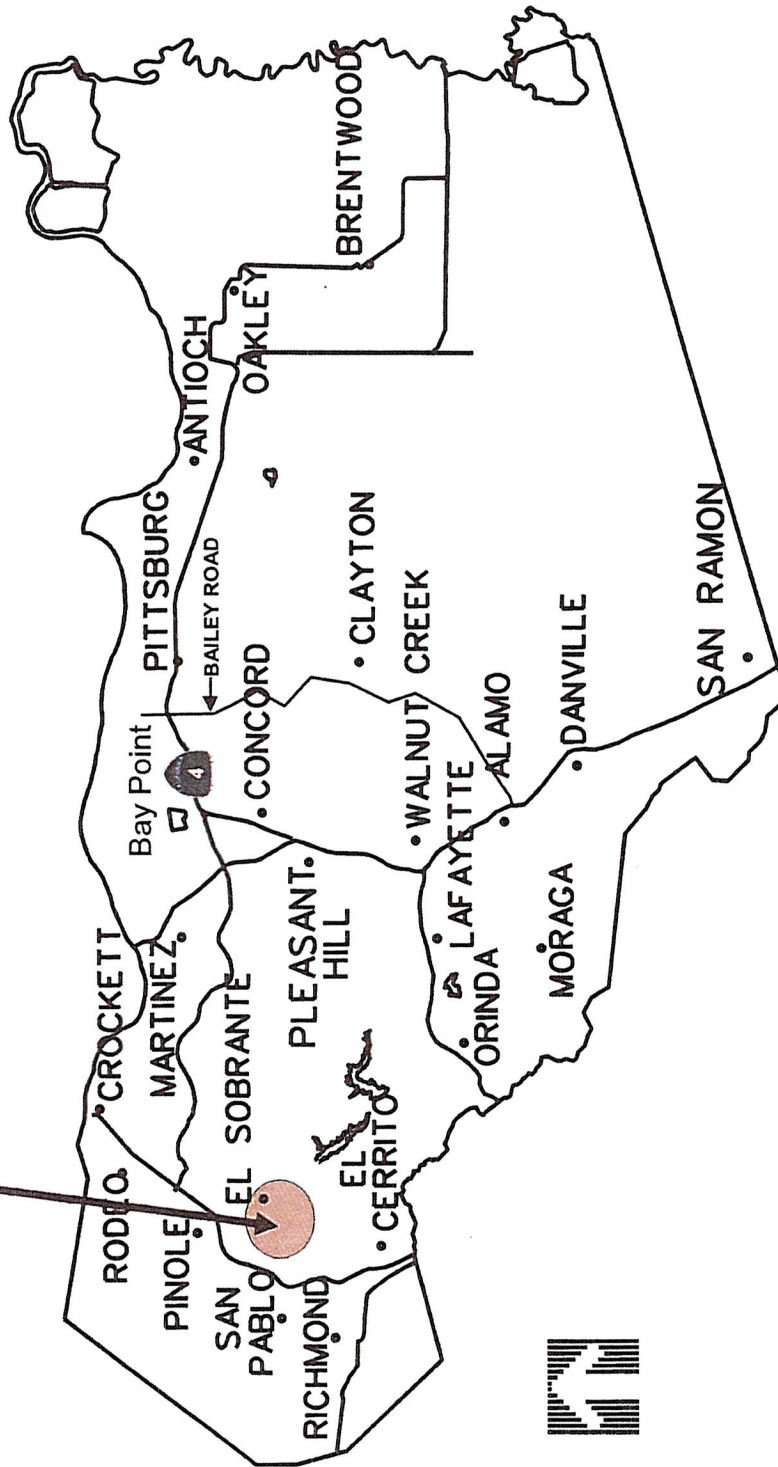 CROCKETT
RODEO
MARTINEZ
PINOLE
EL SOBRANTE
SAN
PABLO
RICHMOND
EL
CERRITO
PLEASANT
HILL
Bay Point
4
PITTSBURG
BAILEY ROAD
ANTIOCH
OAKLEY
BRENTWOOD
CONCORD
CLAYTON
WALNUT CREEK
LAFAYETTE
ORINDA
MORAGA
ALAMO
DANVILLE
SAN RAMON